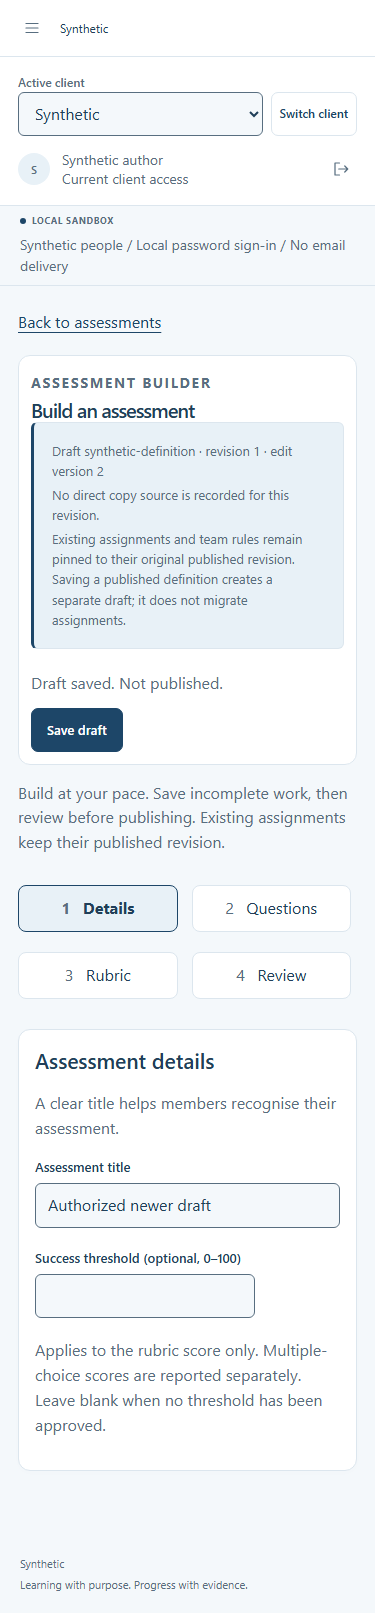 Synthetic
Active client
Synthetic
Switch client
S
Synthetic author
Current client access
LOCAL SANDBOX
Synthetic people / Local password sign-in / No email
delivery
Back to assessments
ASSESSMENT BUILDER
Build an assessment
Draft synthetic-definition · revision 1 · edit
version 2
No direct copy source is recorded for this
revision.
Existing assignments and team rules remain
pinned to their original published revision.
Saving a published definition creates a
separate draft; it does not migrate
assignments.
Draft saved. Not published.
Save draft
Build at your pace. Save incomplete work, then
review before publishing. Existing assignments
keep their published revision.
1 Details
2 Questions
3 Rubric
4 Review
Assessment details
A clear title helps members recognise their
assessment.
Assessment title
Authorized newer draft
Success threshold (optional, 0–100)
Applies to the rubric score only. Multiple-
choice scores are reported separately.
Leave blank when no threshold has been
approved.
Synthetic
Learning with purpose. Progress with evidence.